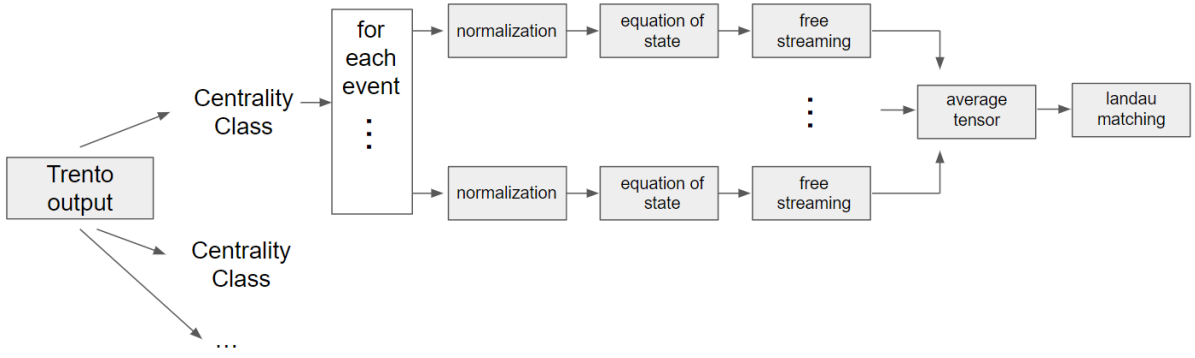 Trento
output
Centrality
Class
Centrality
Class
...
for
each
event
⋮
normalization
equation of
state
free
streaming
⋮
normalization
equation of
state
free
streaming
average
tensor
landau
matching